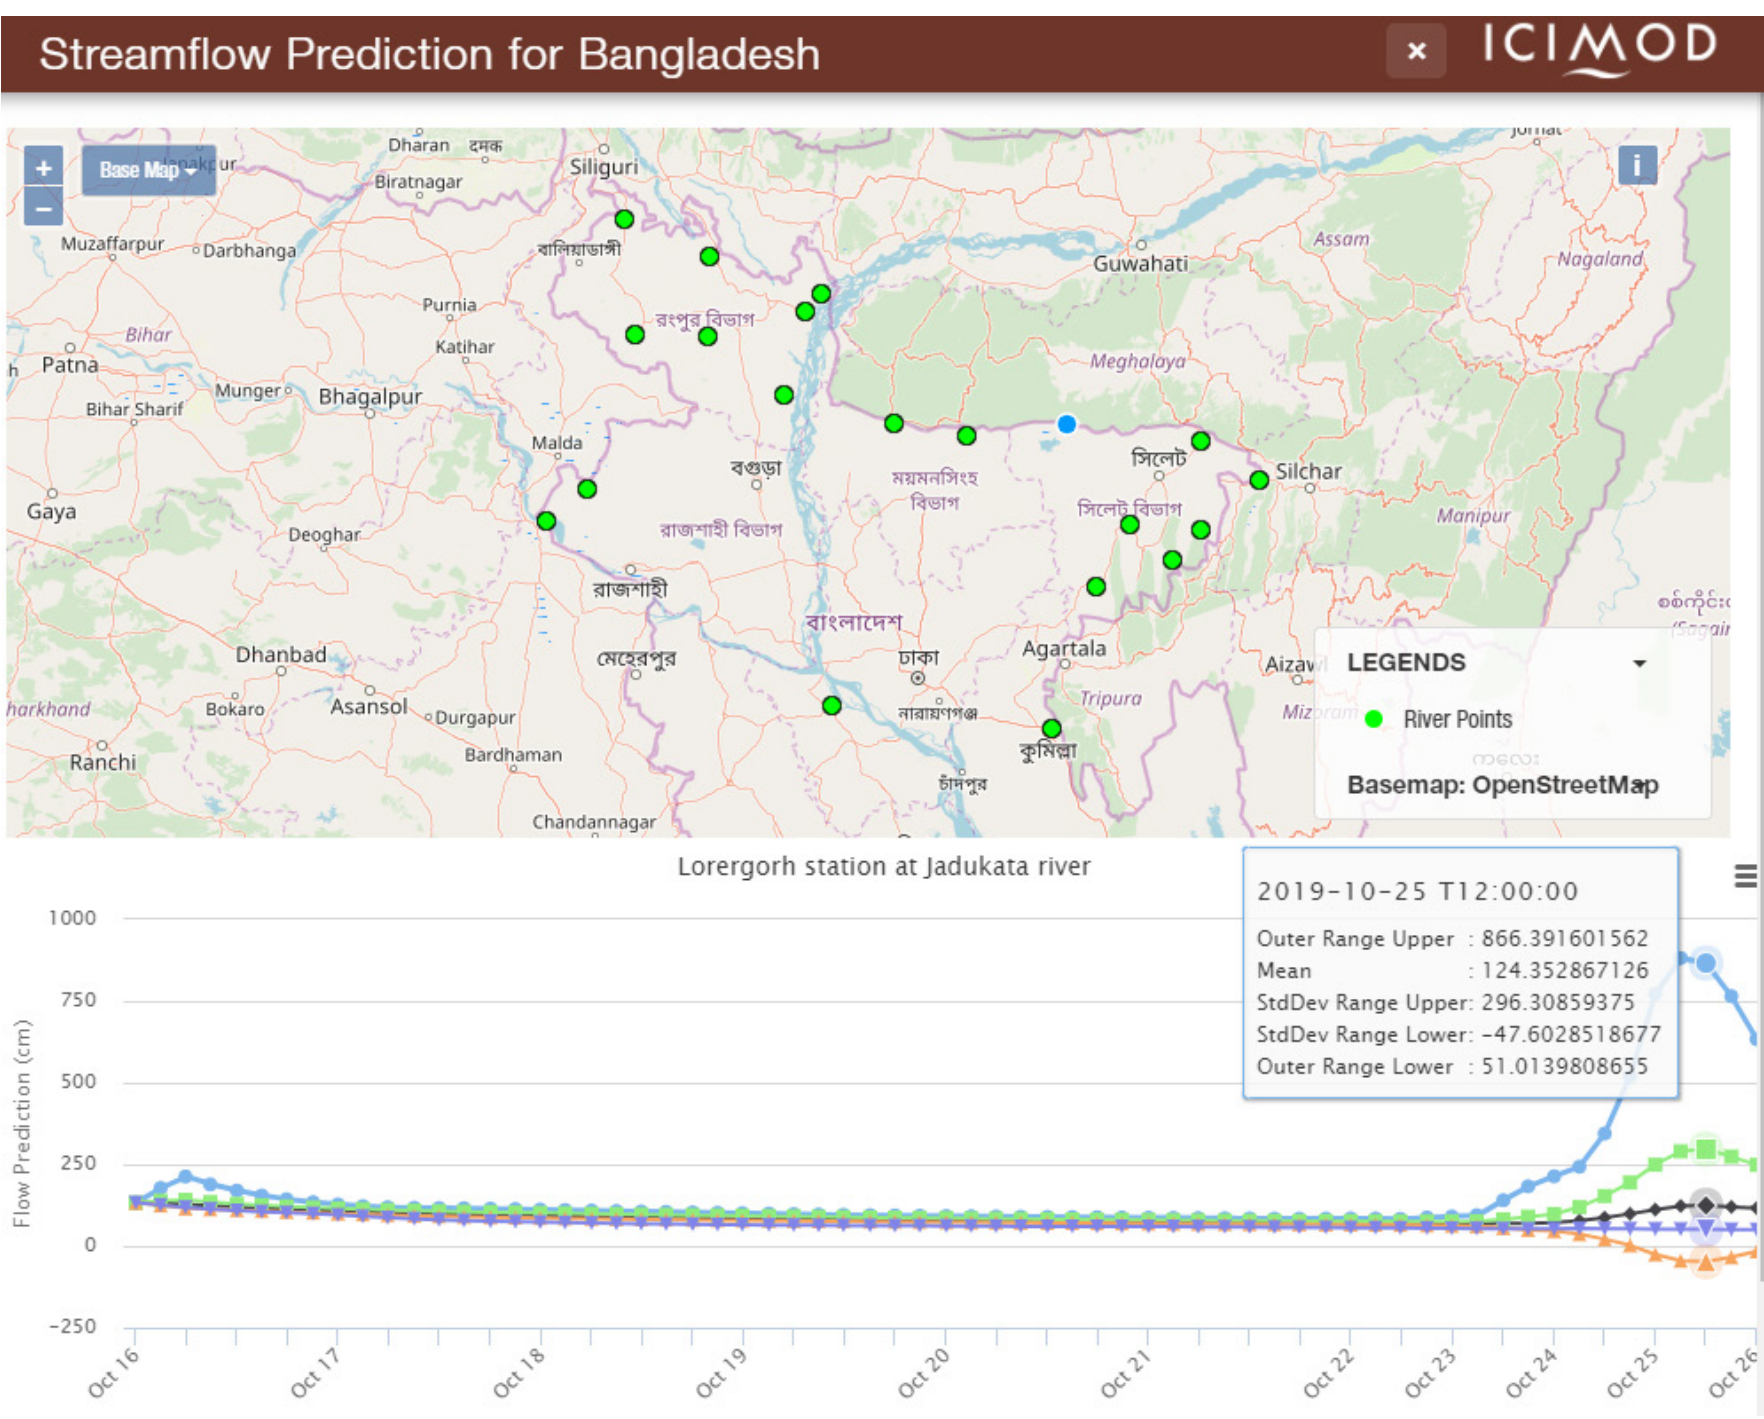 Streamflow Prediction for Bangladesh
×
ICIMOD
+
−
Base Map
i
Dharan
दमक
Siliguri
Biratnagar
Muzaffarpur
Darbhanga
বালিয়াডাঙ্গী
Assam
Guwahati
Nagaland
Purnia
রংপুর বিভাগ
Bihar
Katihar
Patna
Meghalaya
Munger
Bhagalpur
Bihar Sharif
Malda
বগুড়া
সিলেট
Silchar
ময়মনসিংহ
বিভাগ
Gaya
সিলেট বিভাগ
Manipur
Deoghar
রাজশাহী বিভাগ
রাজশাহী
বাংলাদেশ
Dhanbad
মেহেরপুর
ঢাকা
Agartala
Aizawl
LEGENDS
River Points
Basemap: OpenStreetMap
harkhand
Bokaro
Asansol
Durgapur
নারায়ণগঞ্জ
Tripura
Mizoram
Ranchi
Bardhaman
কুমিল্লা
চাঁদপুর
Chandannagar
Lorergorh station at Jadukata river
2019-10-25 T12:00:00
Outer Range Upper : 866.391601562
Mean : 124.352867126
StdDev Range Upper: 296.30859375
StdDev Range Lower: -47.6028518677
Outer Range Lower : 51.0139808655
Flow Prediction (cm)
1000
750
500
250
0
-250
Oct 16
Oct 17
Oct 18
Oct 19
Oct 20
Oct 21
Oct 22
Oct 23
Oct 24
Oct 25
Oct 26